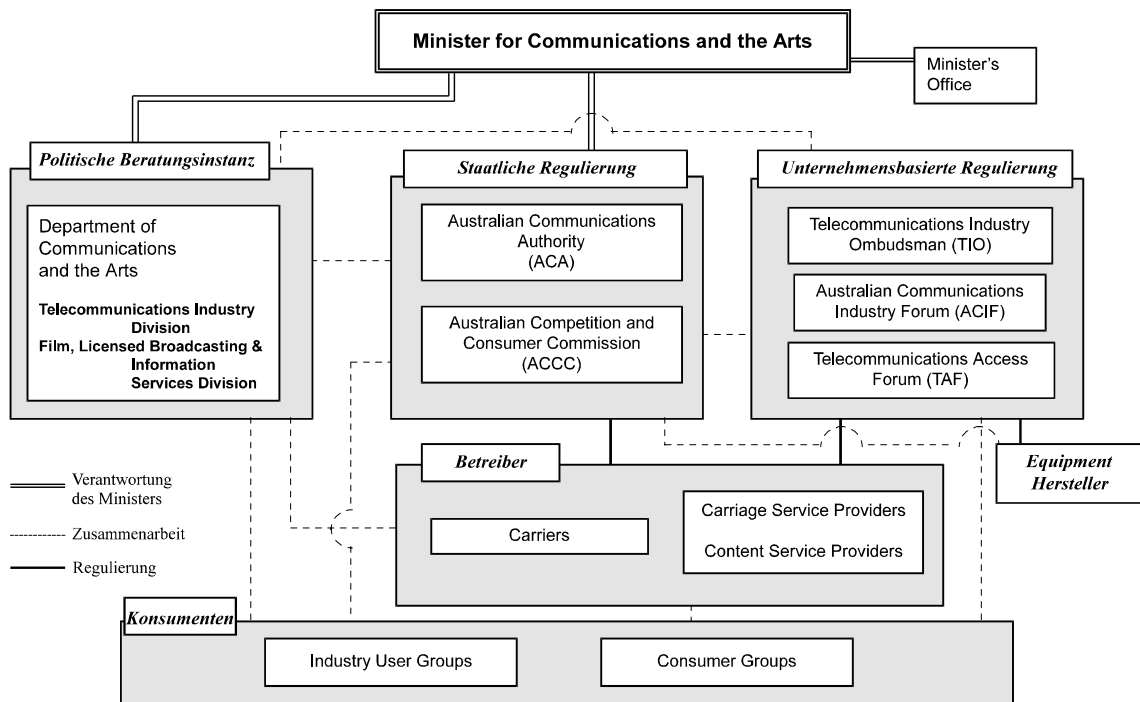 Minister for Communications and the Arts
Minister's
Office
Politische Beratungsinstanz
Department of
Communications
and the Arts
Telecommunications Industry
Division
Film, Licensed Broadcasting &
Information
Services Division
Staatliche Regulierung
Australian Communications
Authority
(ACA)
Australian Competition and
Consumer Commission
(ACCC)
Unternehmensbasierte Regulierung
Telecommunications Industry
Ombudsman (TIO)
Australian Communications
Industry Forum (ACIF)
Telecommunications Access
Forum (TAF)
Betreiber
Carriers
Carriage Service Providers
Content Service Providers
Equipment
Hersteller
Verantwortung
des Ministers
Zusammenarbeit
Regulierung
Konsumenten
Industry User Groups
Consumer Groups